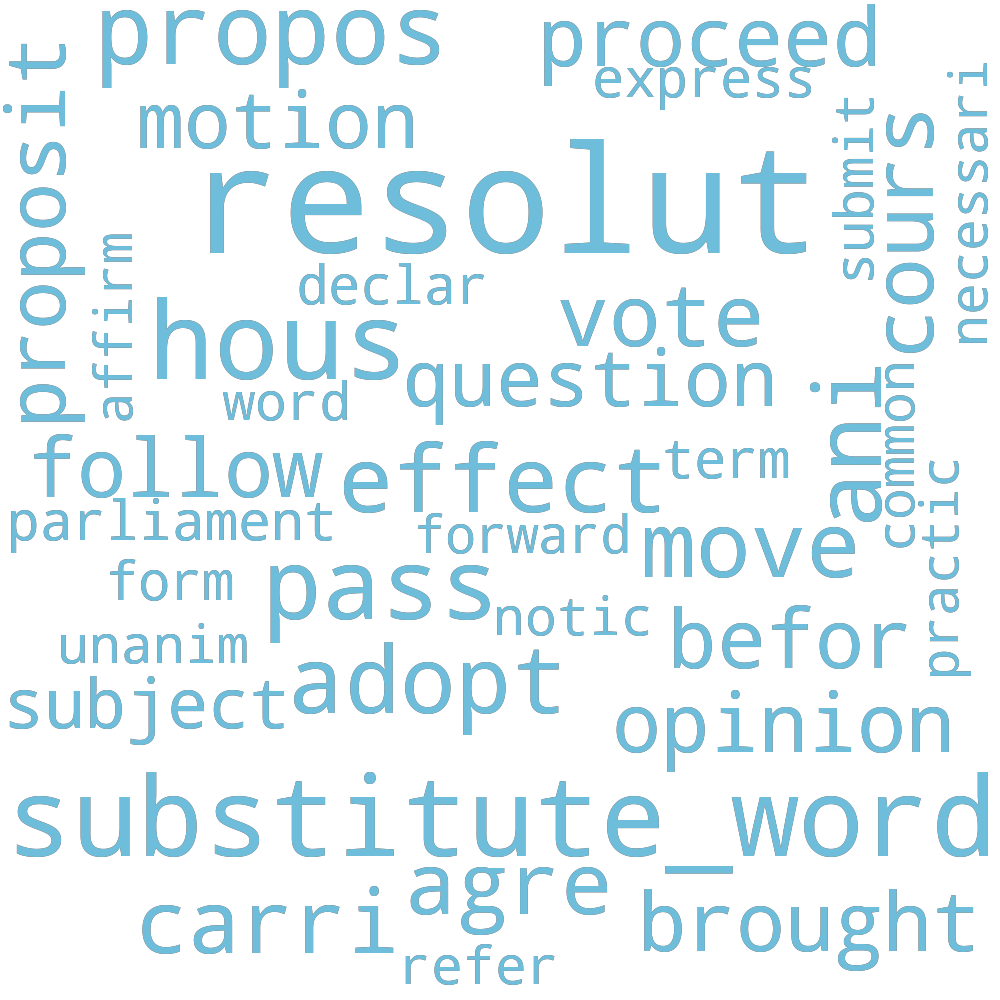 propos
proceed
express
proposit
motion
submit
cours
necessari
resolut
affirm
declar
hous
vote
question
word
ani
common
follow
effect
term
practic
parliament
forward
move
form
pass
notic
befor
unanim
subject
adopt
opinion
substitute_word
agre
carri
brought
refer